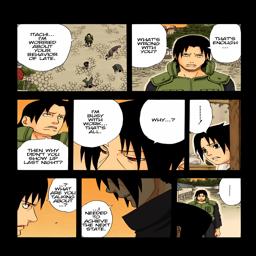 ITACHI...
I'M
WORRIED
ABOUT
YOUR
BEHAVIOR
OF LATE.
WHAT'S
WRONG
WITH
YOU?
THAT'S
ENOUGH
...
THEN WHY
DIDN'T YOU
SHOW UP
LAST NIGHT?
I'M
BUSY
WITH
WORK...
THAT'S
ALL.
WHY...?
...
WHAT
ARE YOU
TALKING
ABOUT
...?
I
NEEDED
TO
ACHIEVE
THE NEXT
STATE.
...